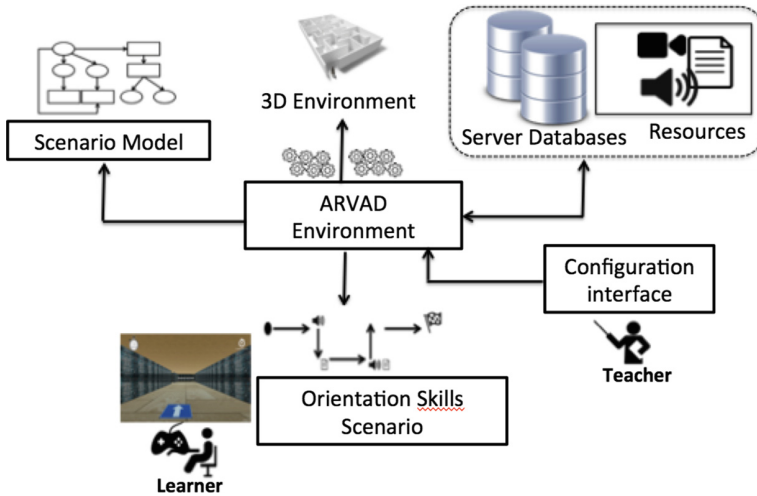 3D Environment
Server Databases
Resources
Scenario Model
ARVAD
Environment
Configuration
interface
Teacher
Orientation Skills
Scenario
Learner